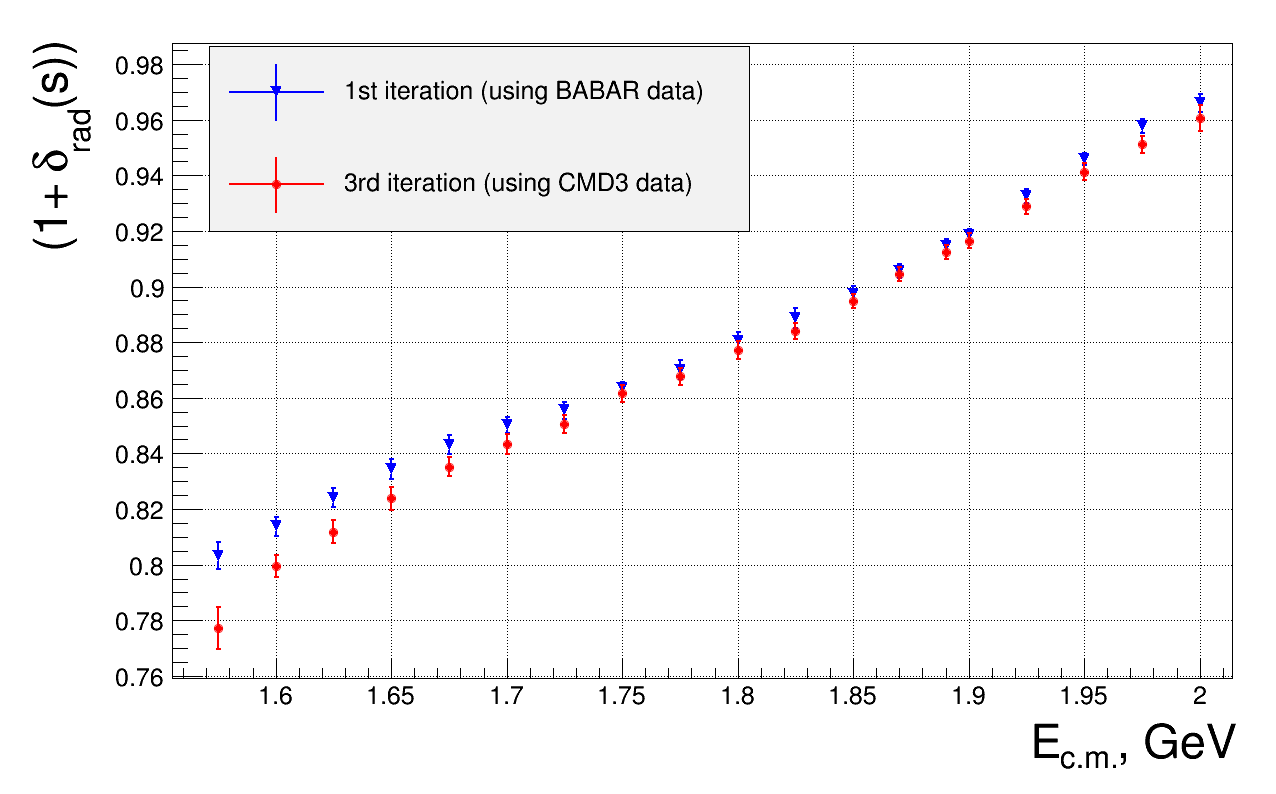 (1+ δrad(s))
0.98
0.96
0.94
0.92
0.9
0.88
0.86
0.84
0.82
0.8
0.78
0.76
1st iteration (using BABAR data)
3rd iteration (using CMD3 data)
1.6 1.65 1.7 1.75 1.8 1.85 1.9 1.95 2
Ec.m., GeV